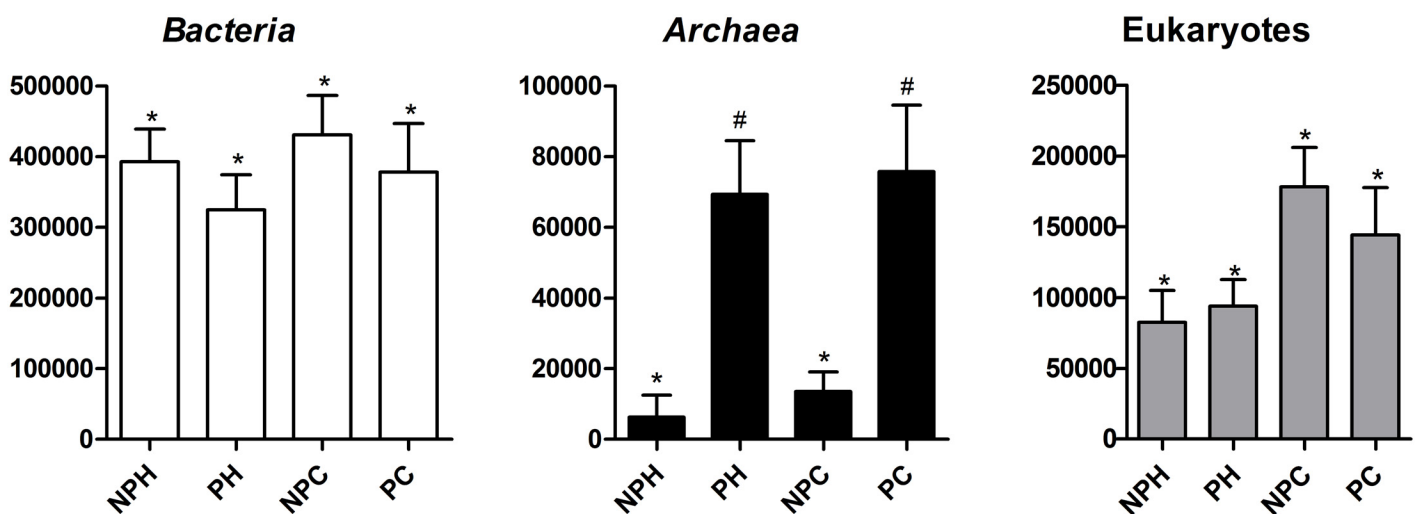 Bacteria
500000
400000
300000
200000
100000
0
* * * *
NPH PH NPC PC
Archaea
100000
80000
60000
40000
20000
0
* # * #
NPH PH NPC PC
Eukaryotes
250000
200000
150000
100000
50000
0
* * * *
NPH PH NPC PC